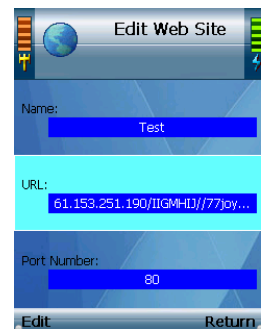 Edit Web Site
Name:
Test
URL:
61.153.251.190/IIGMHIJ//77joy...
Port Number:
80
Edit Return